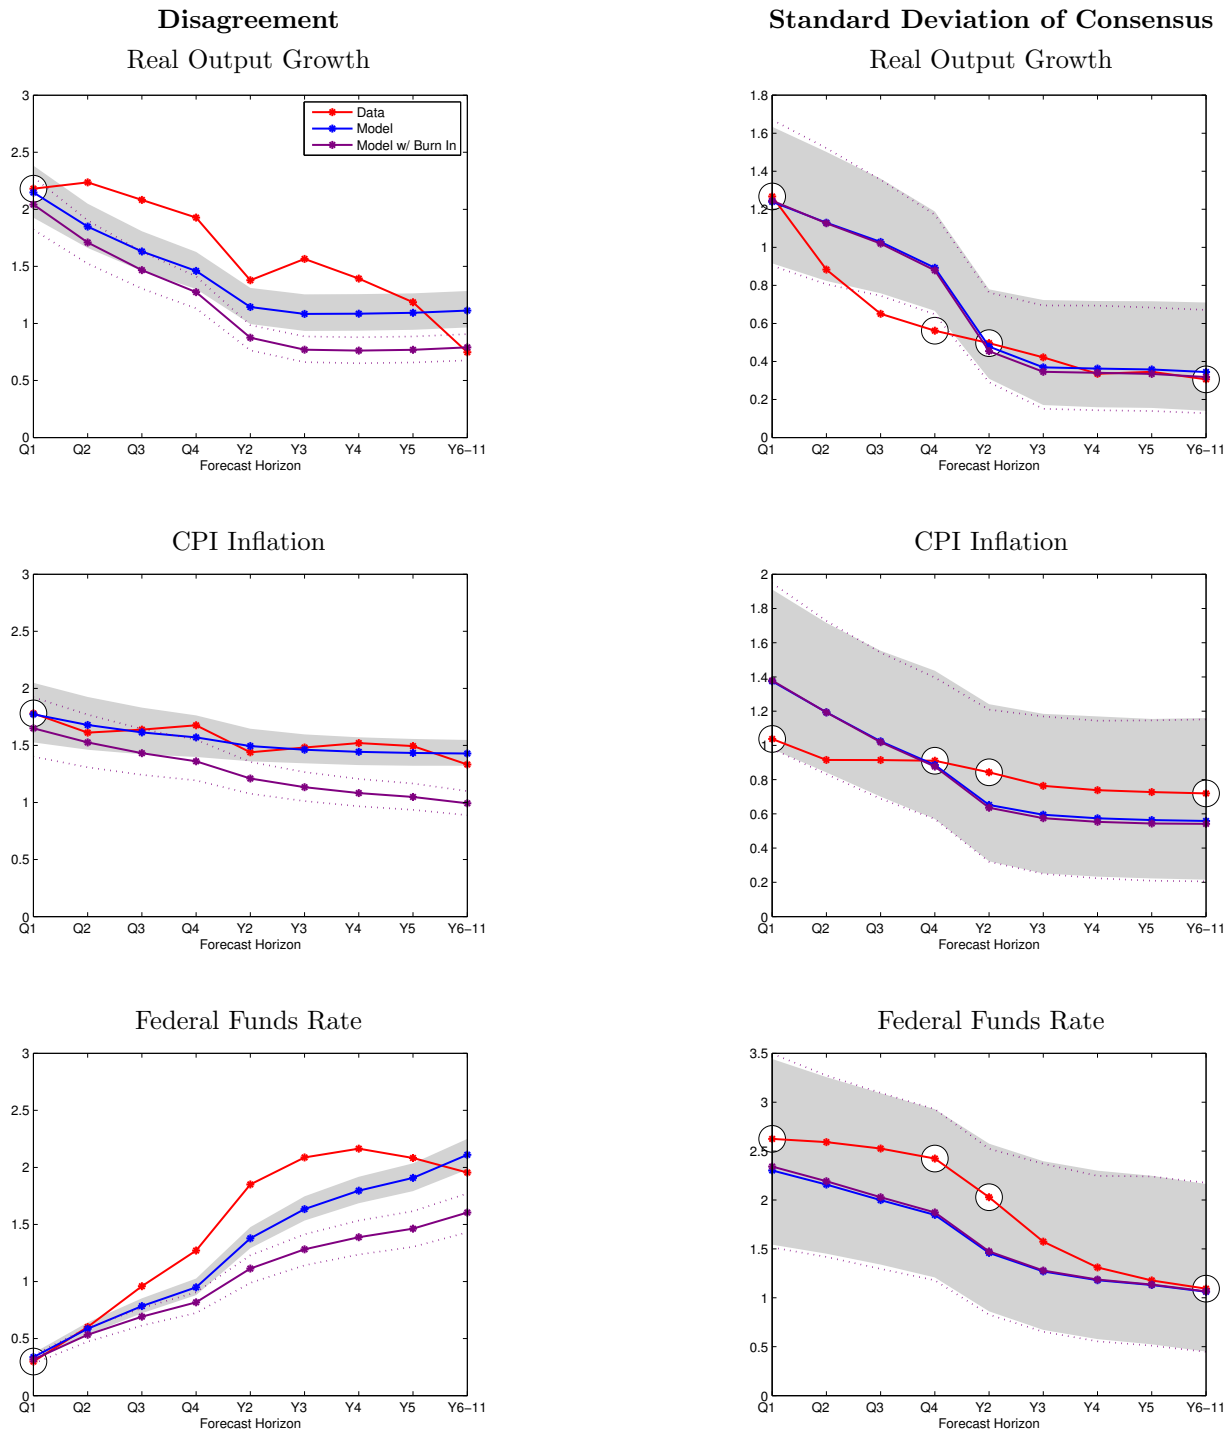 Disagreement
Standard Deviation of Consensus
Real Output Growth
Real Output Growth
3
2.5
2
1.5
1
0.5
0
Data
Model
Model w/ Burn In
Q1 Q2 Q3 Q4 Y2 Y3 Y4 Y5 Y6−11
Forecast Horizon
1.8
1.6
1.4
1.2
1
0.8
0.6
0.4
0.2
0
Q1 Q2 Q3 Q4 Y2 Y3 Y4 Y5 Y6−11
Forecast Horizon
CPI Inflation
CPI Inflation
3
2.5
2
1.5
1
0.5
0
Q1 Q2 Q3 Q4 Y2 Y3 Y4 Y5 Y6−11
Forecast Horizon
2
1.8
1.6
1.4
1.2
1
0.8
0.6
0.4
0.2
0
Q1 Q2 Q3 Q4 Y2 Y3 Y4 Y5 Y6−11
Forecast Horizon
Federal Funds Rate
Federal Funds Rate
3
2.5
2
1.5
1
0.5
0
Q1 Q2 Q3 Q4 Y2 Y3 Y4 Y5 Y6−11
Forecast Horizon
3.5
3
2.5
2
1.5
1
0.5
0
Q1 Q2 Q3 Q4 Y2 Y3 Y4 Y5 Y6−11
Forecast Horizon